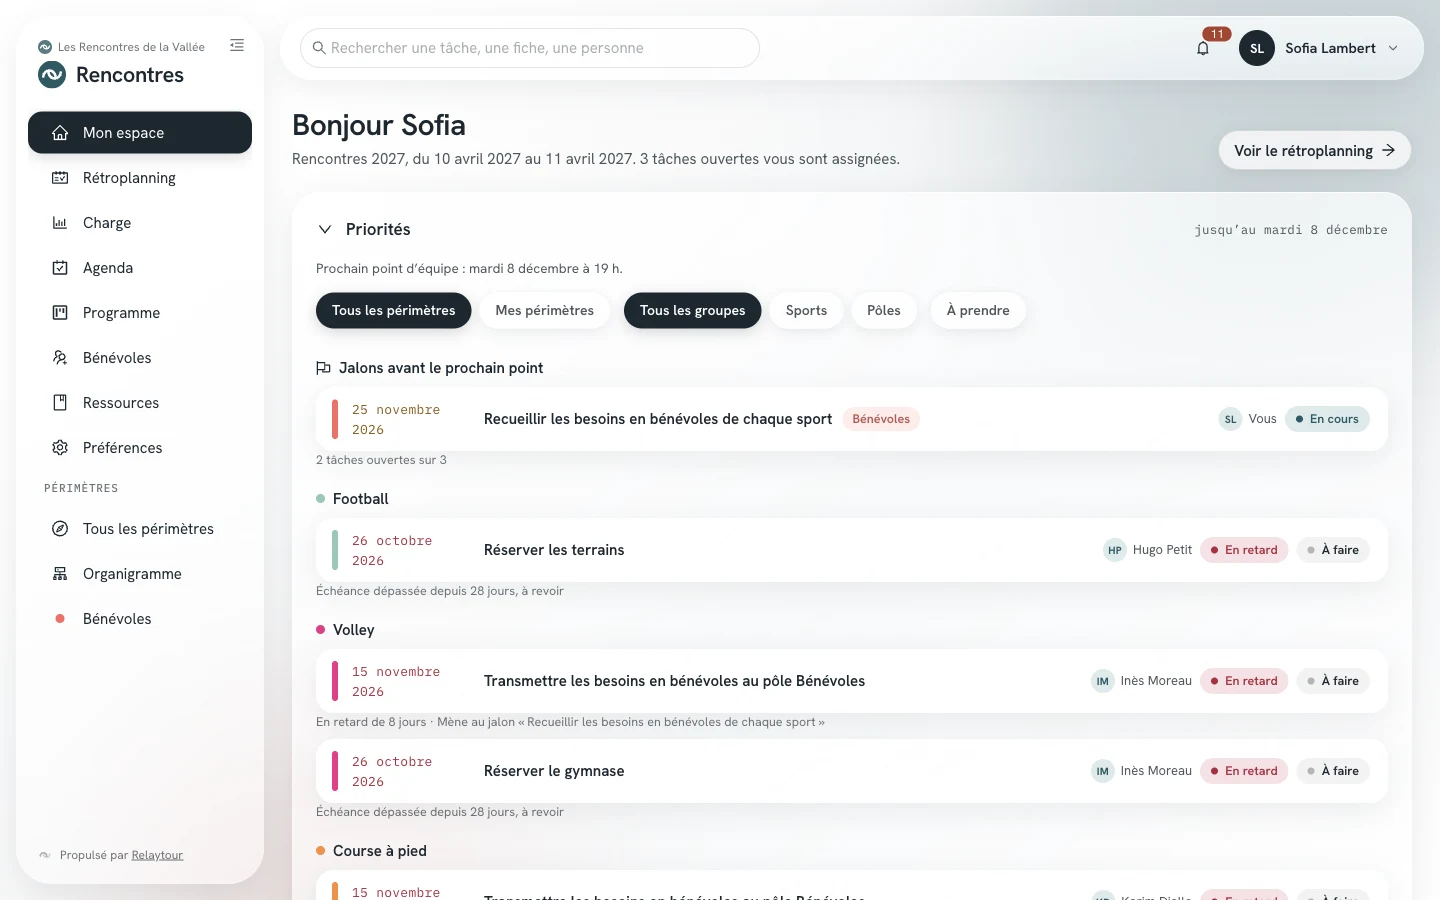 Les Rencontres de la Vallée
Rencontres
Mon espace
Rétroplanning
Charge
Agenda
Programme
Bénévoles
Ressources
Préférences
PÉRIMÈTRES
Tous les périmètres
Organigramme
Bénévoles
Propulsé par Relaytour
Rechercher une tâche, une fiche, une personne
11
SL
Sofia Lambert
Bonjour Sofia
Rencontres 2027, du 10 avril 2027 au 11 avril 2027. 3 tâches ouvertes vous sont assignées.
Voir le rétroplanning
Priorités
jusqu’au mardi 8 décembre
Prochain point d’équipe : mardi 8 décembre à 19 h.
Tous les périmètres
Mes périmètres
Tous les groupes
Sports
Pôles
À prendre
Jalons avant le prochain point
25 novembre 2026
Recueillir les besoins en bénévoles de chaque sport
Bénévoles
SL
Vous
En cours
2 tâches ouvertes sur 3
Football
26 octobre 2026
Réserver les terrains
HP
Hugo Petit
En retard
À faire
Échéance dépassée depuis 28 jours, à revoir
Volley
15 novembre 2026
Transmettre les besoins en bénévoles au pôle Bénévoles
IM
Inès Moreau
En retard
À faire
En retard de 8 jours · Mène au jalon « Recueillir les besoins en bénévoles de chaque sport »
26 octobre 2026
Réserver le gymnase
IM
Inès Moreau
En retard
À faire
Échéance dépassée depuis 28 jours, à revoir
Course à pied
15 novembre